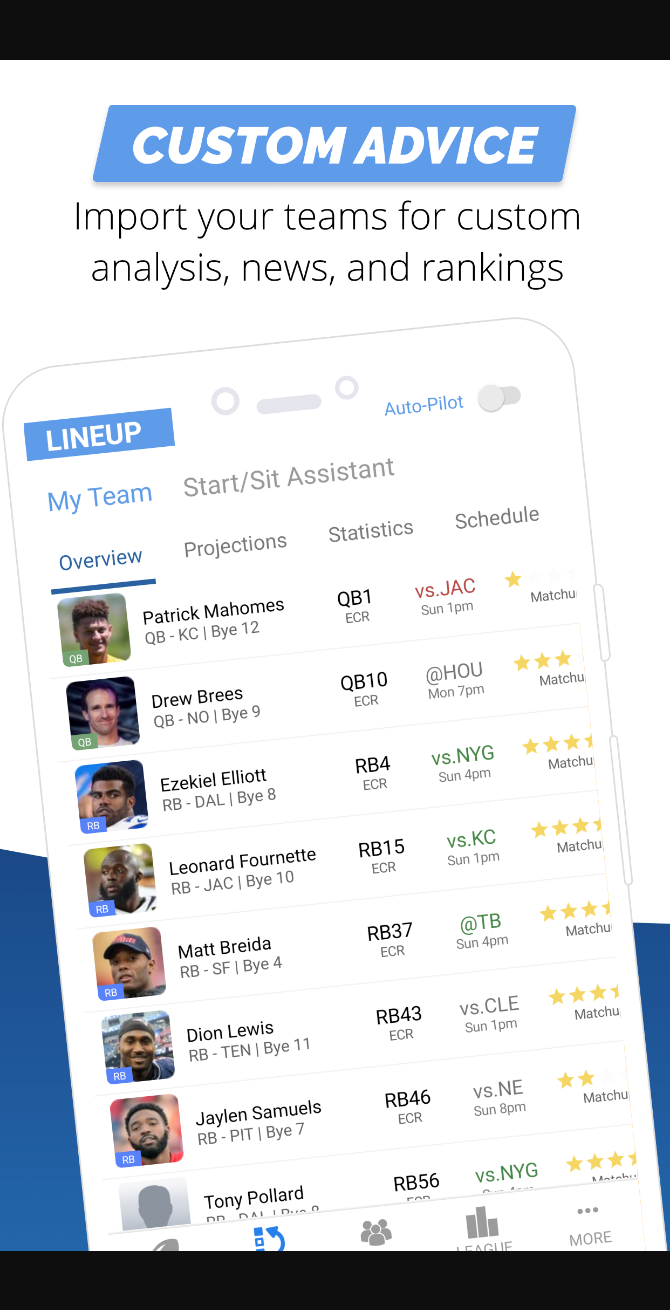 CUSTOM ADVICE
Import your teams for custom
analysis, news, and rankings
Auto-Pilot
LINEUP
My Team Start/Sit Assistant
Overview Projections Statistics Schedule
Patrick Mahomes QB1 vs.JAC
QB - KC | Bye 12 ECR Sun 1pm Matchu
QB
Drew Brees QB10 @HOU
QB - NO | Bye 9 ECR Mon 7pm Matchu
QB
Ezekiel Elliott RB4 vs.NYG
RB - DAL | Bye 8 ECR Sun 4pm Matchu
RB
Leonard Fournette RB15 vs.KC
RB - JAC | Bye 10 ECR Sun 1pm Matchu
RB
Matt Breida RB37 @TB
RB - SF | Bye 4 ECR Sun 4pm Matchu
RB
Dion Lewis RB43 vs.CLE
RB - TEN | Bye 11 ECR Sun 1pm Matchu
RB
Jaylen Samuels RB46 vs.NE
RB - PIT | Bye 7 ECR Sun 8pm Matchu
RB
Tony Pollard RB56 vs.NYG
RB - DAL | Bye 8 ECR Sun 4pm Matchu
LEAGUE MORE